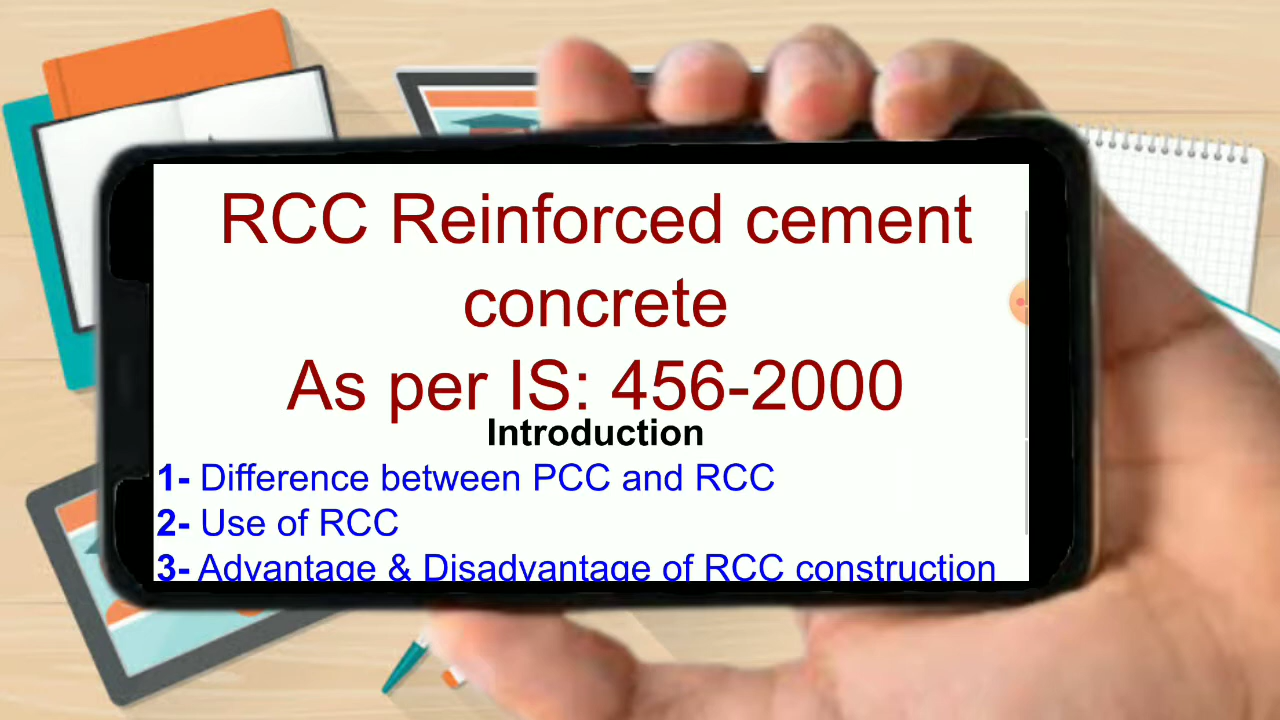 RCC Reinforced cement
concrete
As per IS: 456-2000
Introduction
1- Difference between PCC and RCC
2- Use of RCC
3- Advantage & Disadvantage of RCC construction